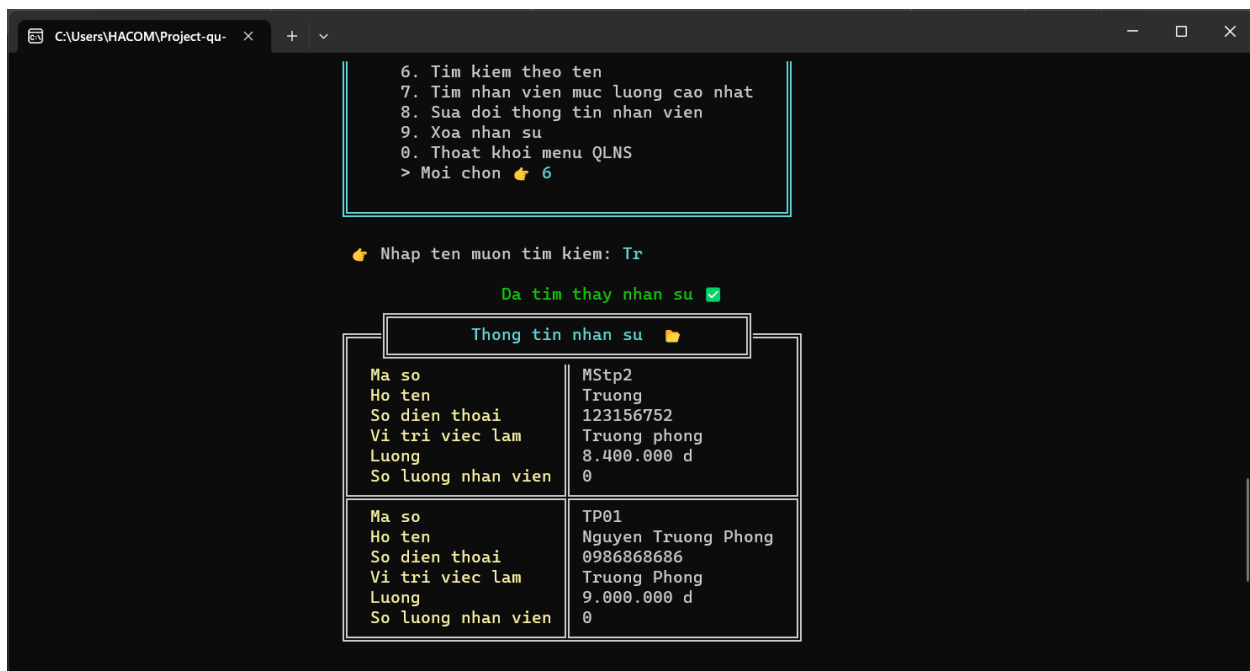 C:\Users\HACOM\Project-qu-
6. Tim kiem theo ten
7. Tim nhan vien muc luong cao nhat
8. Sua doi thong tin nhan vien
9. Xoa nhan su
0. Thoat khoi menu QLNS
> Moi chon 👉 6
👉 Nhap ten muon tim kiem: Tr
Da tim thay nhan su ✅
Thong tin nhan su 📂
Ma so MStp2
Ho ten Truong
So dien thoai 123156752
Vi tri viec lam Truong phong
Luong 8.400.000 d
So luong nhan vien 0
Ma so TP01
Ho ten Nguyen Truong Phong
So dien thoai 0986868686
Vi tri viec lam Truong Phong
Luong 9.000.000 d
So luong nhan vien 0